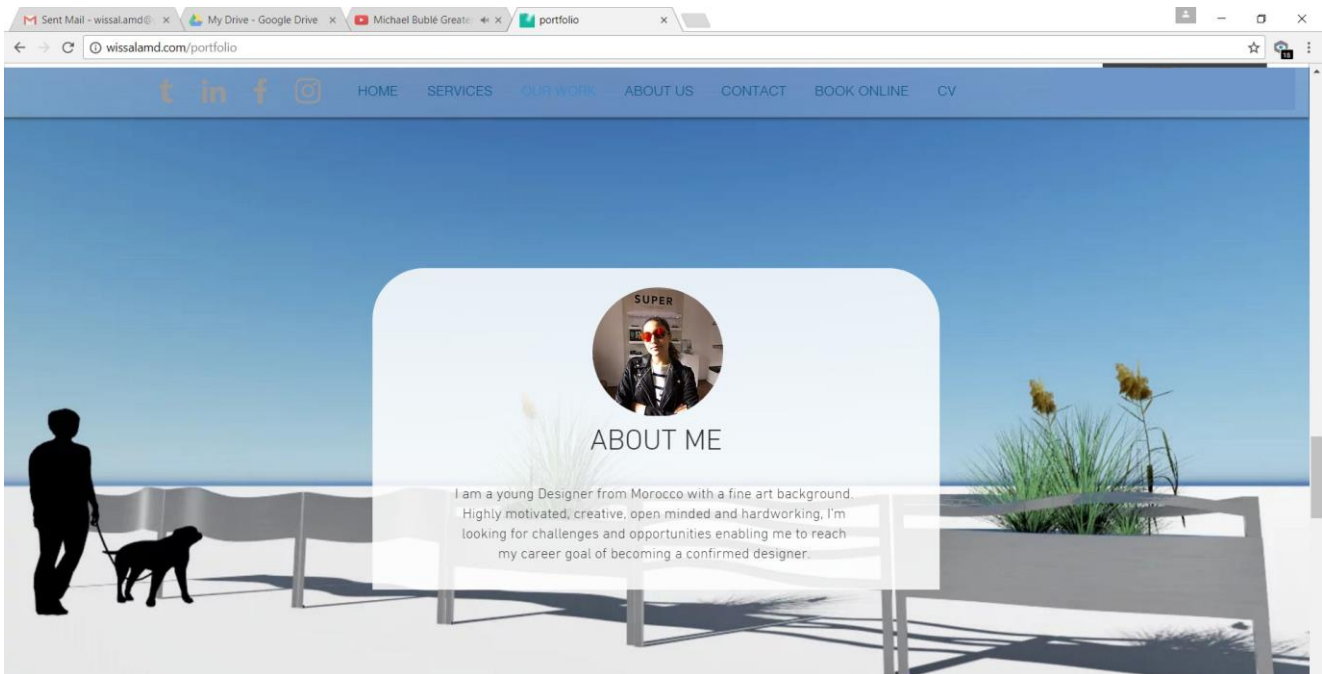 Sent Mail - wissal.amd@
My Drive - Google Drive
Michael Bublé Greate
portfolio
wissalamd.com/portfolio
18
t in f
HOME SERVICES OUR WORK ABOUT US CONTACT BOOK ONLINE CV
SUPER
ABOUT ME
I am a young Designer from Morocco with a fine art background.
Highly motivated, creative, open minded and hardworking, I'm
looking for challenges and opportunities enabling me to reach
my career goal of becoming a confirmed designer.